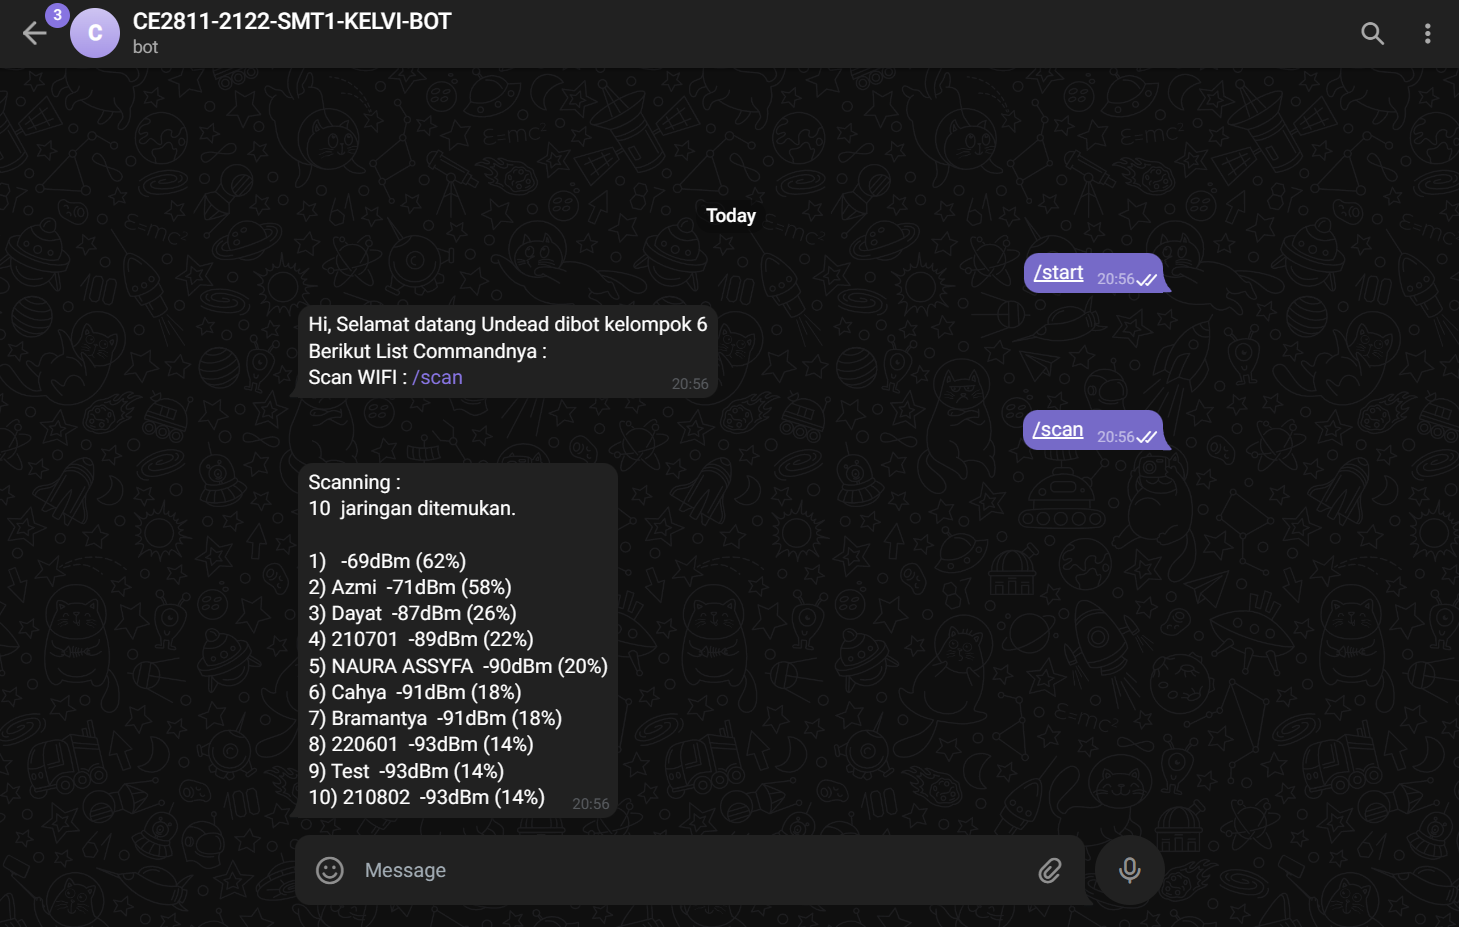 3
C
CE2811-2122-SMT1-KELVI-BOT
bot
Today
/start 20:56
Hi, Selamat datang Undead dibot kelompok 6
Berikut List Commandnya :
Scan WIFI : /scan
20:56
/scan 20:56
Scanning :
10  jaringan ditemukan.
1)   -69dBm (62%)
2) Azmi  -71dBm (58%)
3) Dayat  -87dBm (26%)
4) 210701  -89dBm (22%)
5) NAURA ASSYFA  -90dBm (20%)
6) Cahya  -91dBm (18%)
7) Bramantya  -91dBm (18%)
8) 220601  -93dBm (14%)
9) Test  -93dBm (14%)
10) 210802  -93dBm (14%)
20:56
Message